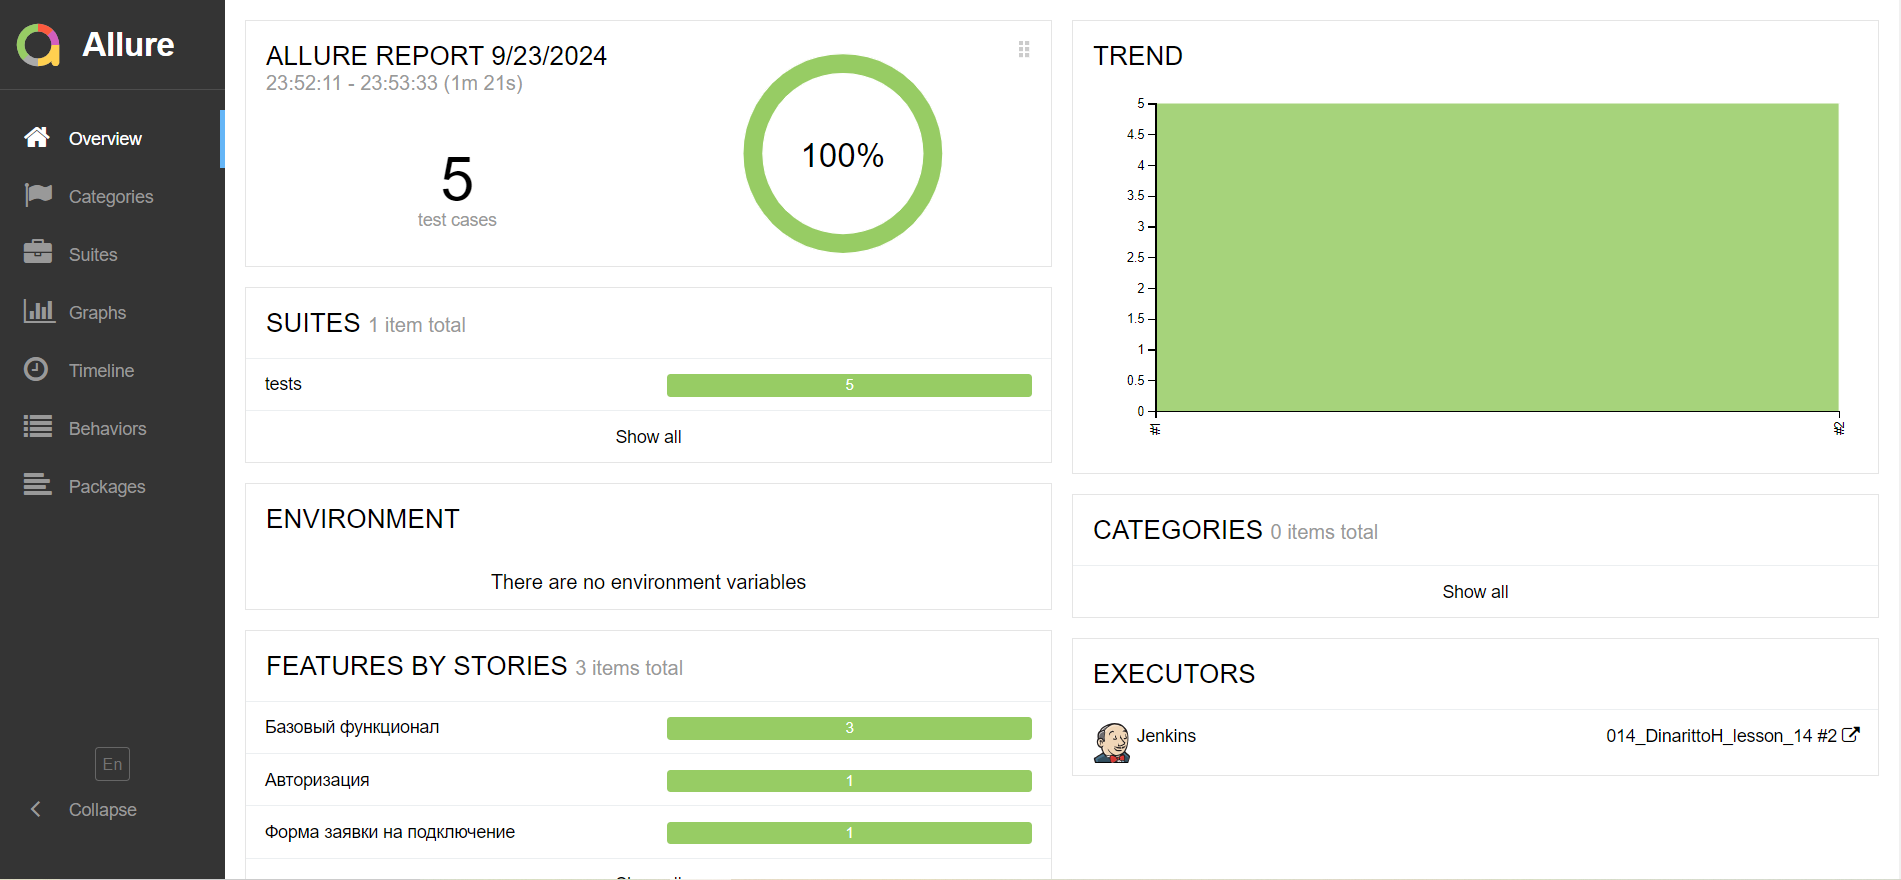 Allure
Overview
Categories
Suites
Graphs
Timeline
Behaviors
Packages
En
Collapse
ALLURE REPORT 9/23/2024
23:52:11 - 23:53:33 (1m 21s)
5
test cases
100%
SUITES 1 item total
tests 5
Show all
ENVIRONMENT
There are no environment variables
FEATURES BY STORIES 3 items total
Базовый функционал 3
Авторизация 1
Форма заявки на подключение 1
TREND
5
4.5
4
3.5
3
2.5
2
1.5
1
0.5
0
#1
#2
CATEGORIES 0 items total
Show all
EXECUTORS
Jenkins 014_DinarittoH_lesson_14 #2